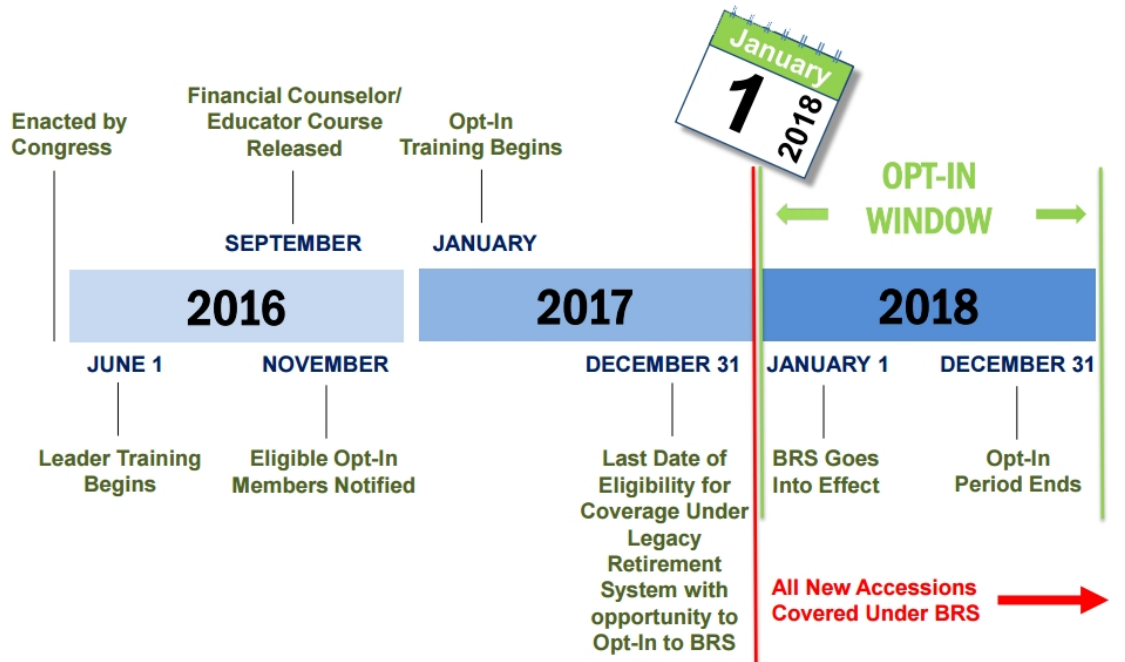 January
1
2018
Enacted by
Congress
Financial Counselor/
Educator Course
Released
Opt-In
Training Begins
OPT-IN
WINDOW
SEPTEMBER
JANUARY
2016
2017
2018
JUNE 1
NOVEMBER
DECEMBER 31
JANUARY 1
DECEMBER 31
Leader Training
Begins
Eligible Opt-In
Members Notified
Last Date of
Eligibility for
Coverage Under
Legacy
Retirement
System with
opportunity to
Opt-In to BRS
BRS Goes
Into Effect
Opt-In
Period Ends
All New Accessions
Covered Under BRS